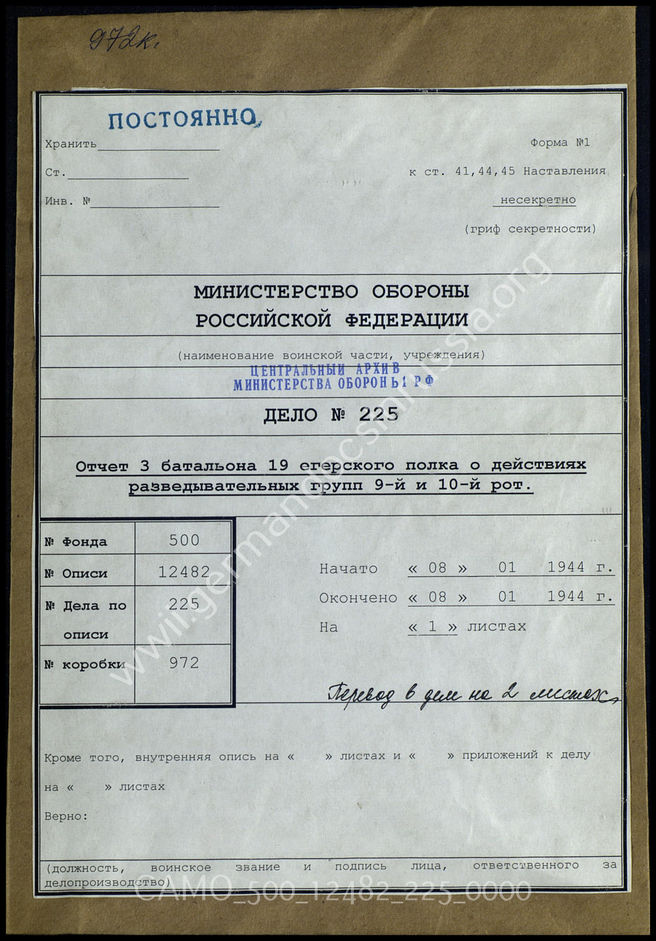 972к.
ПОСТОЯННО
Хранить
Форма №1
Ст.
к ст. 41,44,45 Наставления
Инв. №
несекретно
(гриф секретности)
МИНИСТЕРСТВО ОБОРОНЫ
РОССИЙСКОЙ ФЕДЕРАЦИИ
(наименование воинской части, учреждения)
ЦЕНТРАЛЬНЫЙ АРХИВ
МИНИСТЕРСТВА ОБОРОНЫ РФ
ДЕЛО № 225
Отчет 3 батальона 19 егерского полка о действиях
разведывательных групп 9-й и 10-й рот.
№ Фонда 500
№ Описи 12482
№ Дела по описи 225
№ коробки 972
Начато « 08 » 01 1944 г.
Окончено « 08 » 01 1944 г.
На « 1 » листах
Перевод в деле на 2 листах
Кроме того, внутренняя опись на « » листах и « » приложений к делу
на « » листах
Верно:
(должность, воинское звание и подпись лица, ответственного за
делопроизводство)
www.germandocsinrussia.org
CAMO_500_12482_225_0000